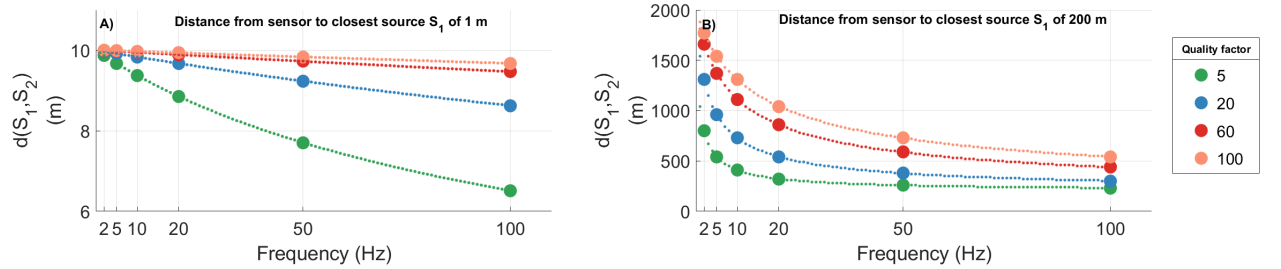 A) Distance from sensor to closest source S1 of 1 m
10
8
6
d(S1,S2)
(m)
2 5 10 20 50 100
Frequency (Hz)
B) Distance from sensor to closest source S1 of 200 m
2000
1500
1000
500
0
d(S1,S2)
(m)
2 5 10 20 50 100
Frequency (Hz)
Quality factor
5
20
60
100